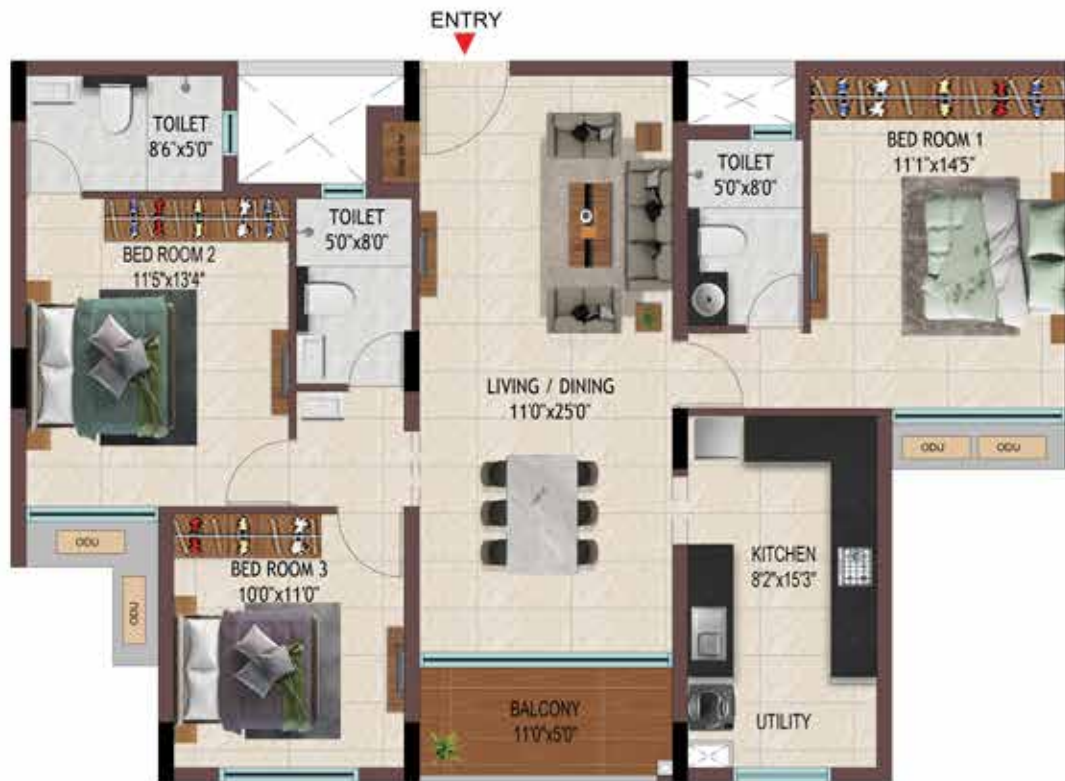 ENTRY
TOILET
8'6"x5'0"
TOILET
5'0"x8'0"
BED ROOM 2
11'5"x13'4"
TOILET
5'0"x8'0"
BED ROOM 1
11'1"x14'5"
LIVING / DINING
11'0"x25'0"
ODU
ODU
ODU
ODU
BED ROOM 3
10'0"x11'0"
KITCHEN
8'2"x15'3"
BALCONY
11'0"x5'0"
UTILITY